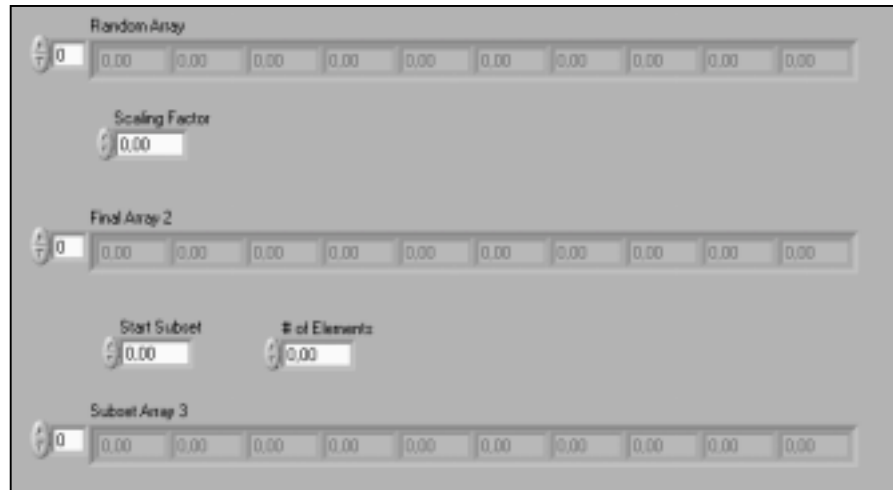 Random Array
0 0,00 0,00 0,00 0,00 0,00 0,00 0,00 0,00 0,00 0,00
Scaling Factor
0,00
Final Array 2
0 0,00 0,00 0,00 0,00 0,00 0,00 0,00 0,00 0,00 0,00
Start Subset # of Elements
0,00 0,00
Subset Array 3
0 0,00 0,00 0,00 0,00 0,00 0,00 0,00 0,00 0,00 0,00